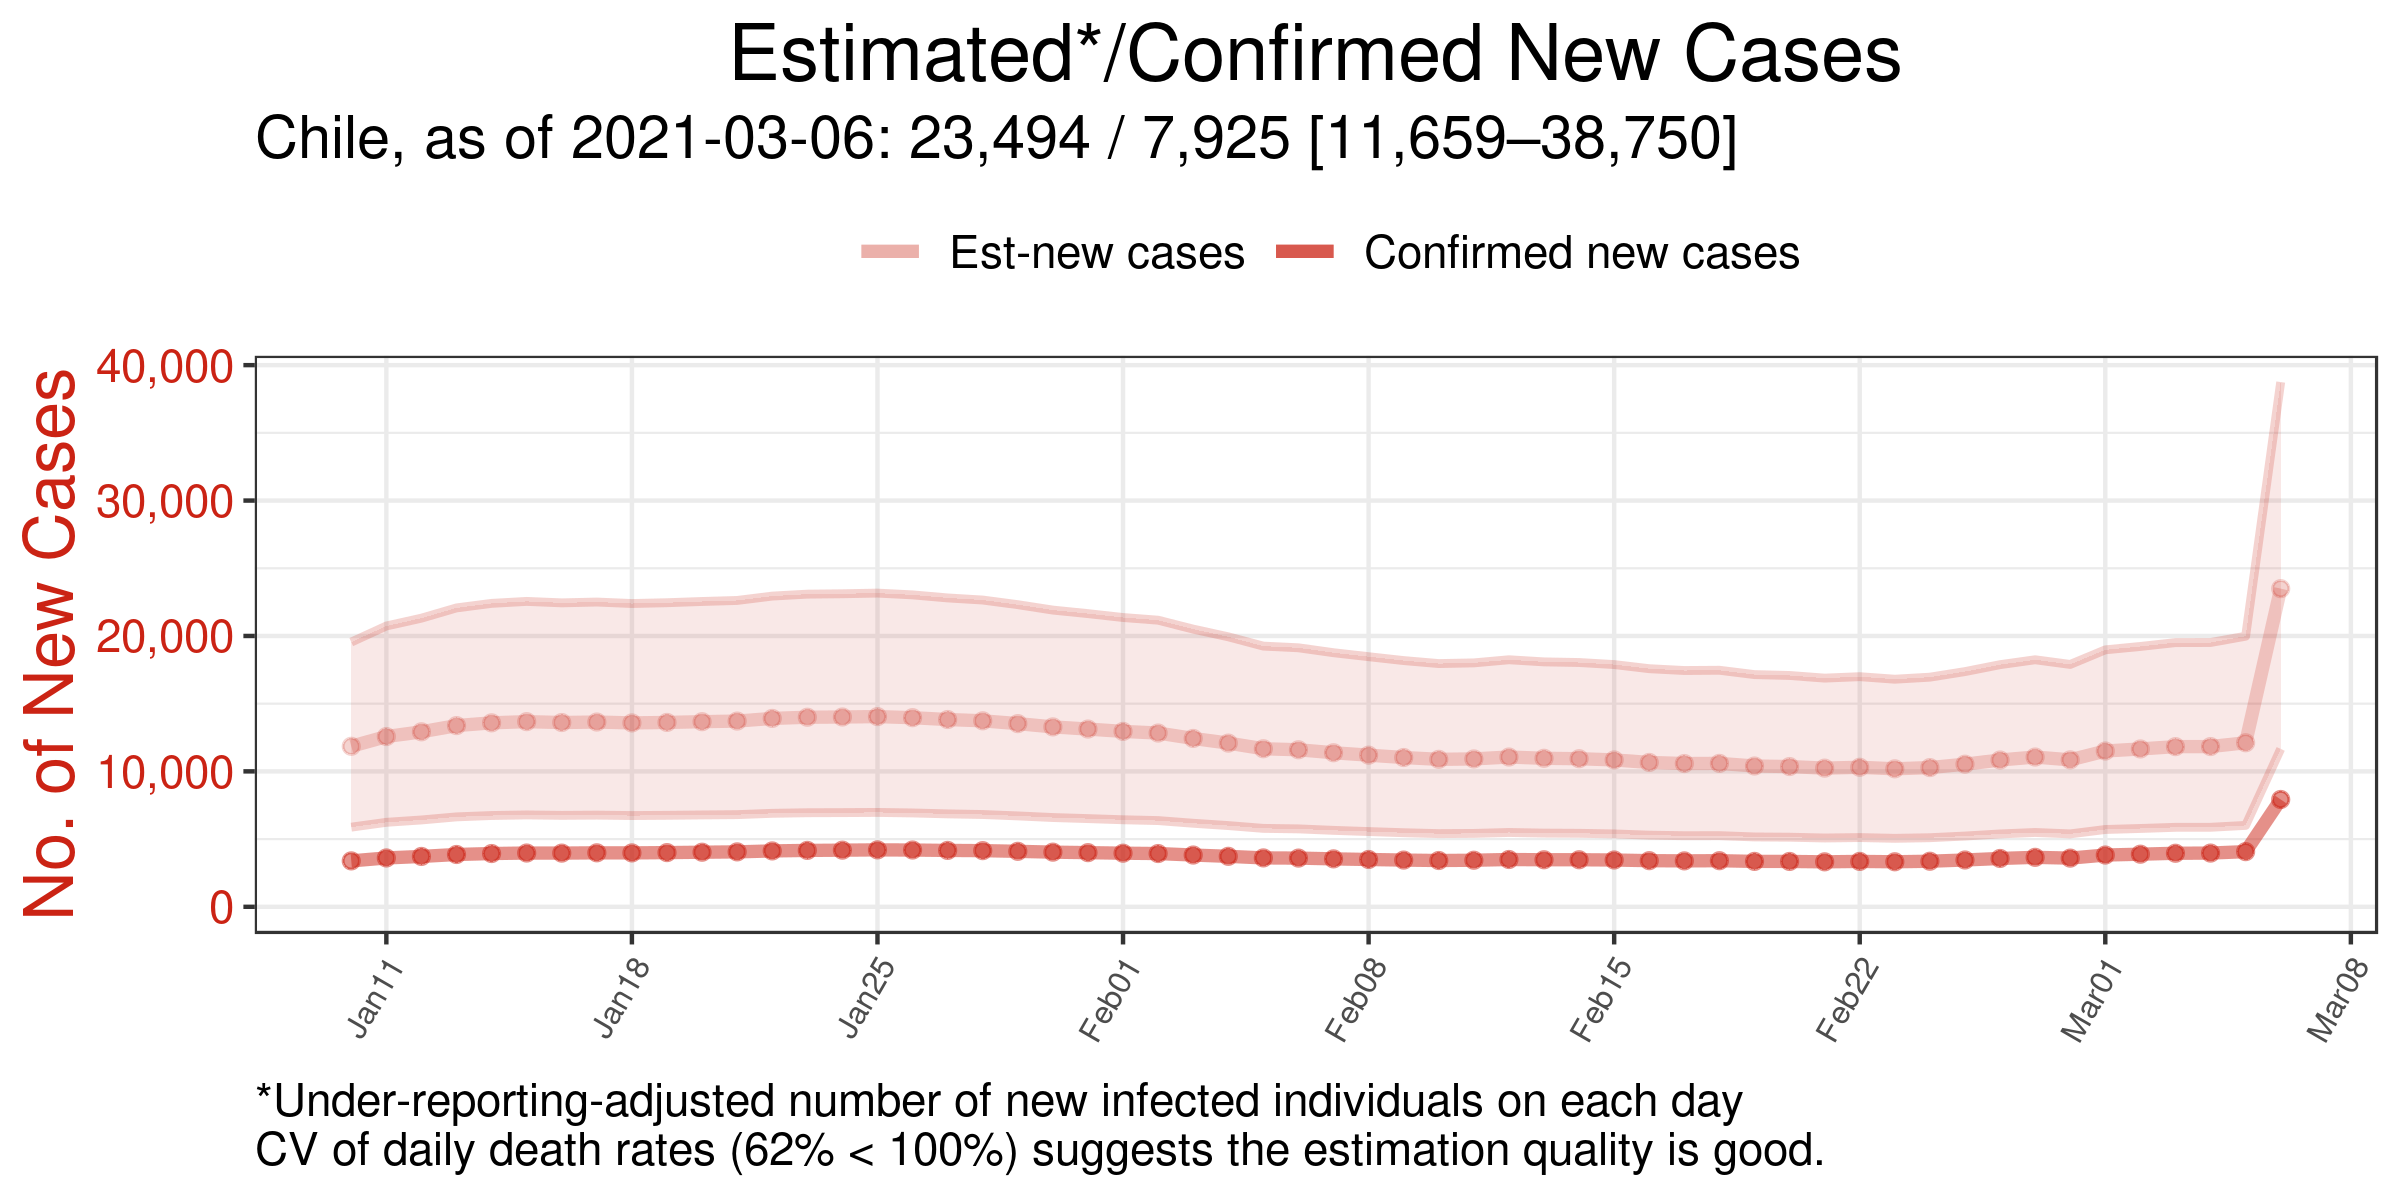 Estimated*/Confirmed New Cases
Chile, as of 2021-03-06: 23,494 / 7,925 [11,659–38,750]
Est-new cases Confirmed new cases
No. of New Cases
40,000
30,000
20,000
10,000
0
Jan11 Jan18 Jan25 Feb01 Feb08 Feb15 Feb22 Mar01 Mar08
*Under-reporting-adjusted number of new infected individuals on each day
CV of daily death rates (62% < 100%) suggests the estimation quality is good.